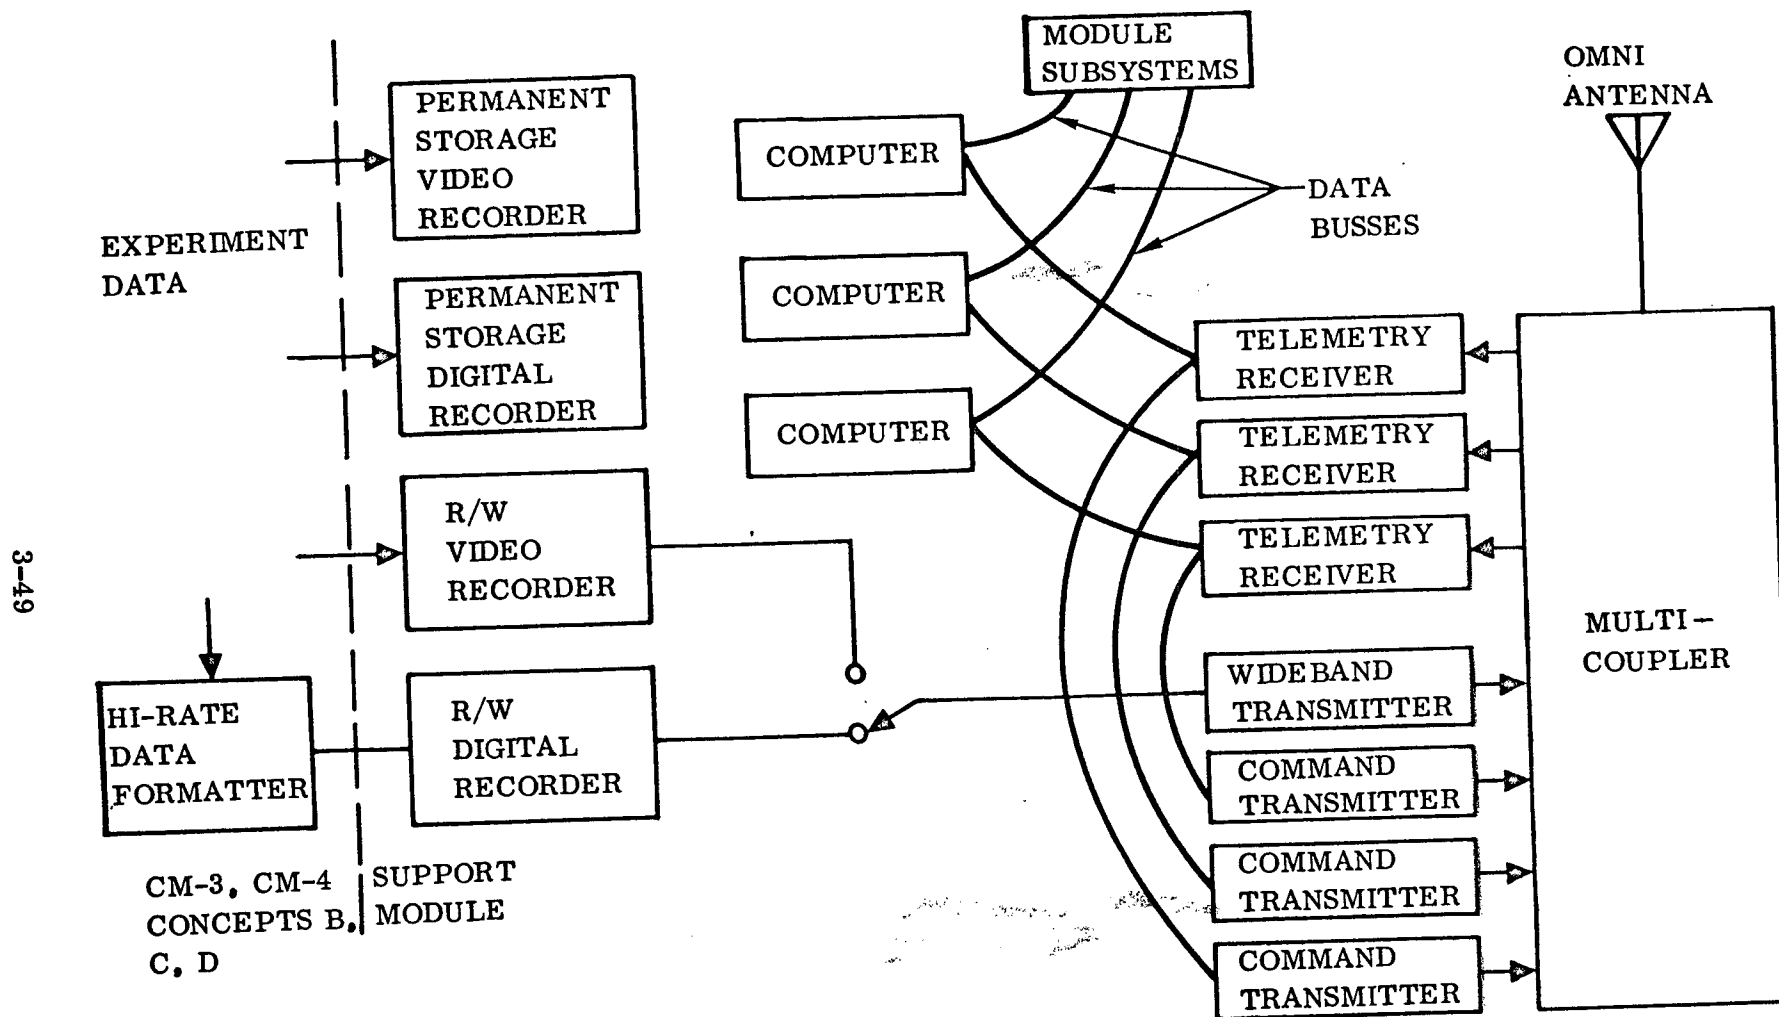 EXPERIMENT
DATA
PERMANENT
STORAGE
VIDEO
RECORDER
PERMANENT
STORAGE
DIGITAL
RECORDER
R/W
VIDEO
RECORDER
R/W
DIGITAL
RECORDER
HI-RATE
DATA
FORMATTER
CM-3, CM-4
CONCEPTS B,
C, D
SUPPORT
MODULE
MODULE
SUBSYSTEMS
COMPUTER
COMPUTER
COMPUTER
DATA
BUSSES
OMNI
ANTENNA
TELEMETRY
RECEIVER
TELEMETRY
RECEIVER
TELEMETRY
RECEIVER
WIDEBAND
TRANSMITTER
COMMAND
TRANSMITTER
COMMAND
TRANSMITTER
COMMAND
TRANSMITTER
MULTI-
COUPLER
3-49